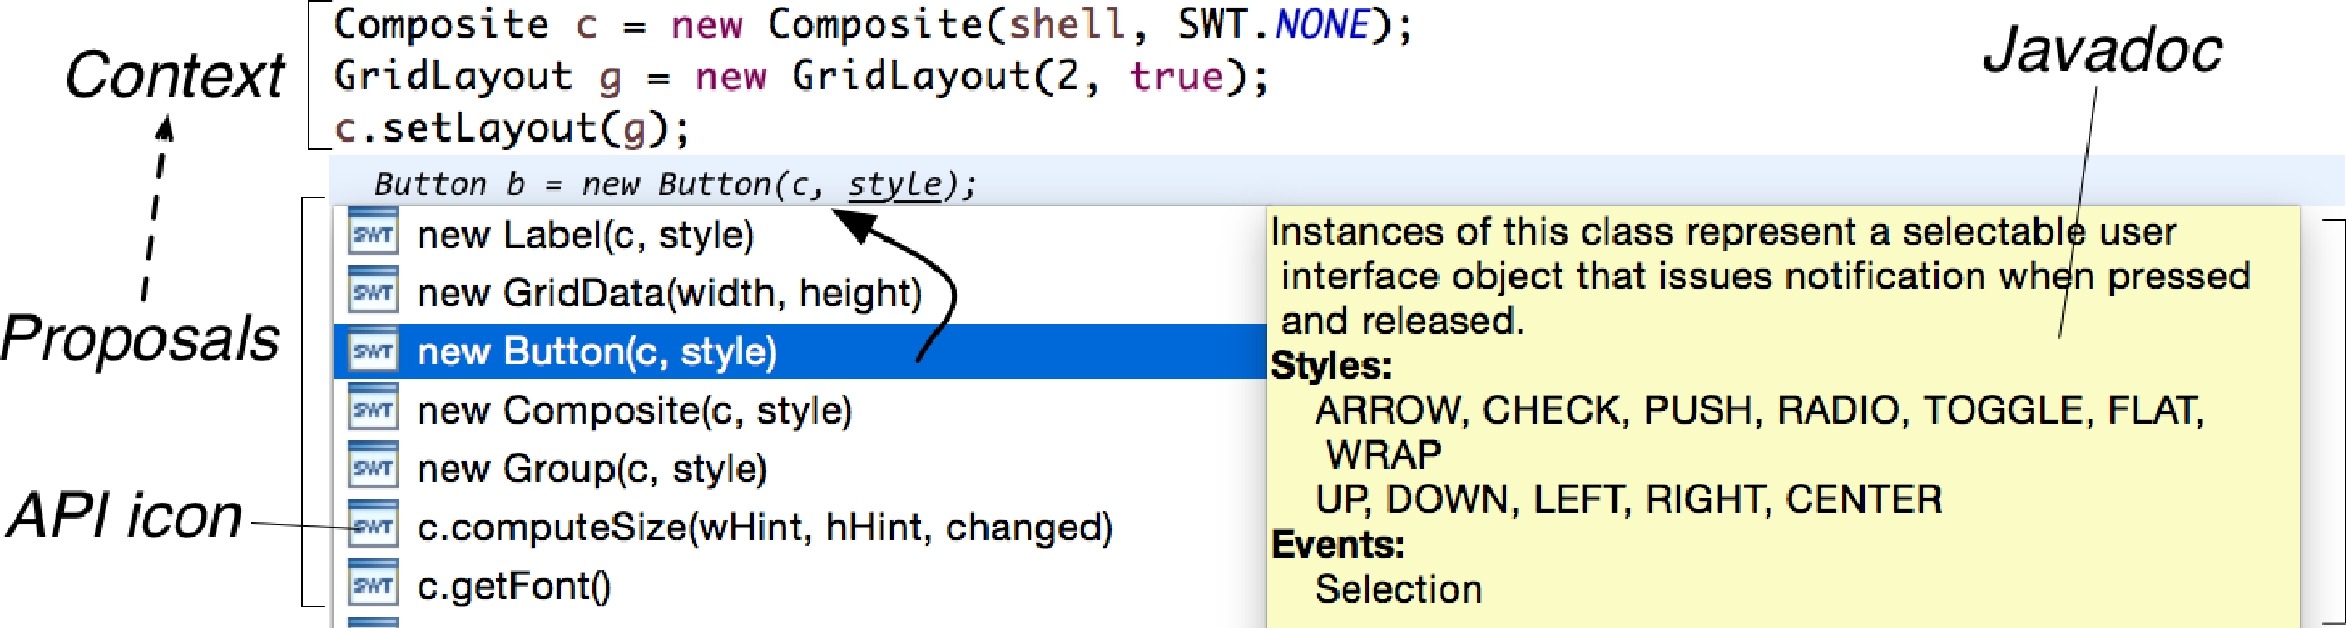 Context
Composite c = new Composite(shell, SWT.NONE);
GridLayout g = new GridLayout(2, true);
c.setLayout(g);
Javadoc
Button b = new Button(c, style);
Proposals
SWT new Label(c, style)
SWT new GridData(width, height)
SWT new Button(c, style)
SWT new Composite(c, style)
SWT new Group(c, style)
API icon
SWT c.computeSize(wHint, hHint, changed)
SWT c.getFont()
Instances of this class represent a selectable user
interface object that issues notification when pressed
and released.
Styles:
ARROW, CHECK, PUSH, RADIO, TOGGLE, FLAT,
WRAP
UP, DOWN, LEFT, RIGHT, CENTER
Events:
Selection